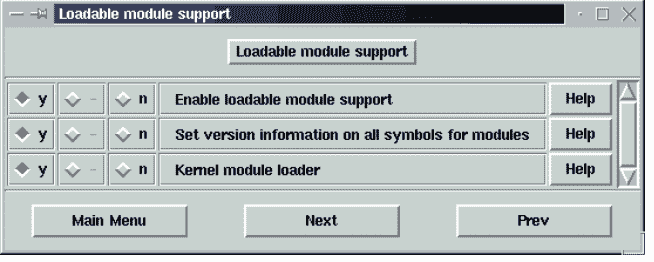 Loadable module support
Loadable module support
y - n Enable loadable module support Help
y - n Set version information on all symbols for modules Help
y - n Kernel module loader Help
Main Menu Next Prev